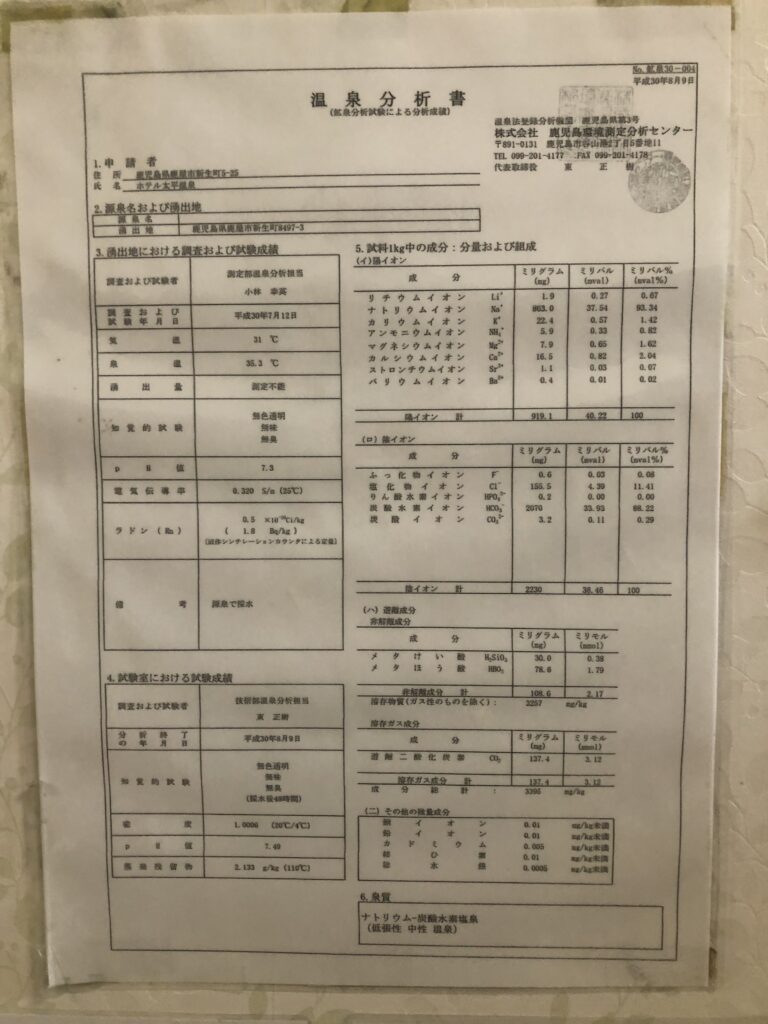 No. 鉱泉30-004
平成30年8月9日
温泉分析書
(鉱泉分析試験による分析成績)
温泉法登録分析機関 鹿児島県第3号
株式会社 鹿児島環境測定分析センター
〒891-0131 鹿児島市谷山港2丁目5番地11
TEL 099-201-4177 FAX 099-201-4178
代表取締役 東 正樹
1. 申請者
住所 鹿児島県鹿屋市新生町5-25
氏名 ホテル太平温泉
2. 源泉名および湧出地
源泉名
湧出地 鹿児島県鹿屋市新生町8497-3
3. 湧出地における調査および試験成績
調査および試験者 測定部温泉分析担当
小林 幸英
調査および試験年月日 平成30年7月12日
気温 31 ℃
泉温 35.3 ℃
湧出量 測定不能
知覚的試験 無色透明
無味
無臭
pH値 7.3
電気伝導率 0.320 S/m (25℃)
ラドン(Rn) 0.5 ×10⁻¹⁰Ci/kg
( 1.8 Bq/kg )
(液体シンチレーションカウンタによる定量)
備考 源泉で採水
4. 試験室における試験成績
調査および試験者 技術部温泉分析担当
東 正樹
分析終了の年月日 平成30年8月9日
知覚的試験 無色透明
無味
無臭
(採水後48時間)
密度 1.0006 (20℃/4℃)
pH値 7.49
蒸発残留物 2.133 g/kg (110℃)
5. 試料1kg中の成分:分量および組成
(イ)陽イオン
成分 ミリグラム(mg) ミリバル(mval) ミリバル%(mval%)
リチウムイオン Li⁺ 1.9 0.27 0.67
ナトリウムイオン Na⁺ 863.0 37.54 93.34
カリウムイオン K⁺ 22.4 0.57 1.42
アンモニウムイオン NH₄⁺ 5.9 0.33 0.82
マグネシウムイオン Mg²⁺ 7.9 0.65 1.62
カルシウムイオン Ca²⁺ 16.5 0.82 2.04
ストロンチウムイオン Sr²⁺ 1.1 0.03 0.07
バリウムイオン Ba²⁺ 0.4 0.01 0.02
陽イオン計 919.1 40.22 100
(ロ)陰イオン
成分 ミリグラム(mg) ミリバル(mval) ミリバル%(mval%)
ふっ化物イオン F⁻ 0.6 0.03 0.08
塩化物イオン Cl⁻ 155.5 4.39 11.41
りん酸水素イオン HPO₄²⁻ 0.2 0.00 0.00
炭酸水素イオン HCO₃⁻ 2070 33.93 88.22
炭酸イオン CO₃²⁻ 3.2 0.11 0.29
陰イオン計 2230 38.46 100
(ハ)遊離成分
非解離成分
成分 ミリグラム(mg) ミリモル(mmol)
メタけい酸 H₂SiO₃ 30.0 0.38
メタほう酸 HBO₂ 78.6 1.79
非解離成分計 108.6 2.17
溶存物質(ガス性のものを除く): 3257 mg/kg
溶存ガス成分
成分 ミリグラム(mg) ミリモル(mmol)
遊離二酸化炭素 CO₂ 137.4 3.12
溶存ガス成分計 137.4 3.12
成分総計: 3395 mg/kg
(二)その他の微量成分
銅イオン 0.01 mg/kg未満
鉛イオン 0.01 mg/kg未満
カドミウム 0.005 mg/kg未満
総ひ素 0.01 mg/kg未満
総水銀 0.0005 mg/kg未満
6. 泉質
ナトリウム-炭酸水素塩泉
(低張性 中性 温泉)